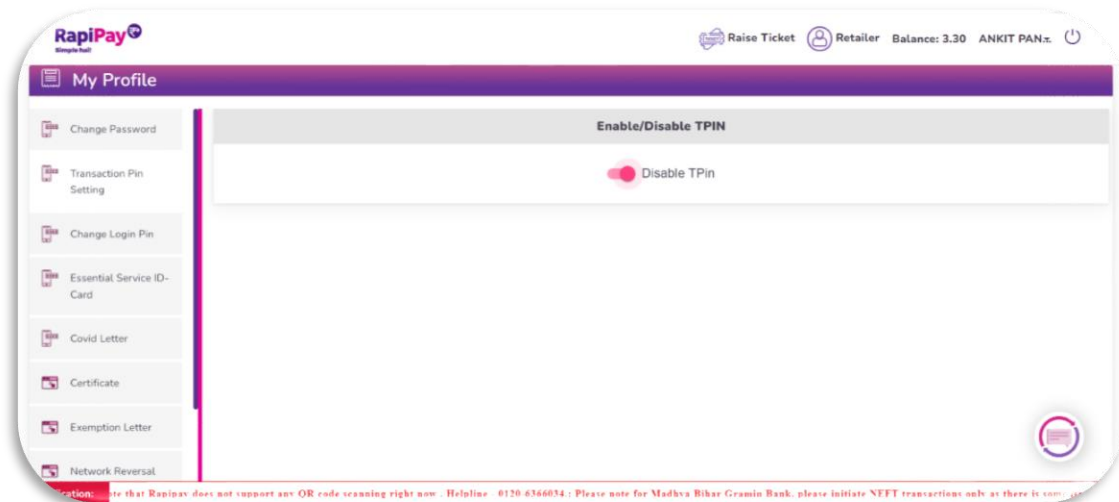 RapiPay
Simple hai!
Raise Ticket Retailer Balance: 3.30 ANKIT PAN...
My Profile
Change Password
Transaction Pin
Setting
Change Login Pin
Essential Service ID-
Card
Covid Letter
Certificate
Exemption Letter
Network Reversal
Enable/Disable TPIN
Disable TPin
ication: ote that Rapipay does not support any QR code scanning right now . Helpline - 0120-6366034 ; Please note for Madhya Bihar Gramin Bank, please initiate NEFT transactions only as there is some